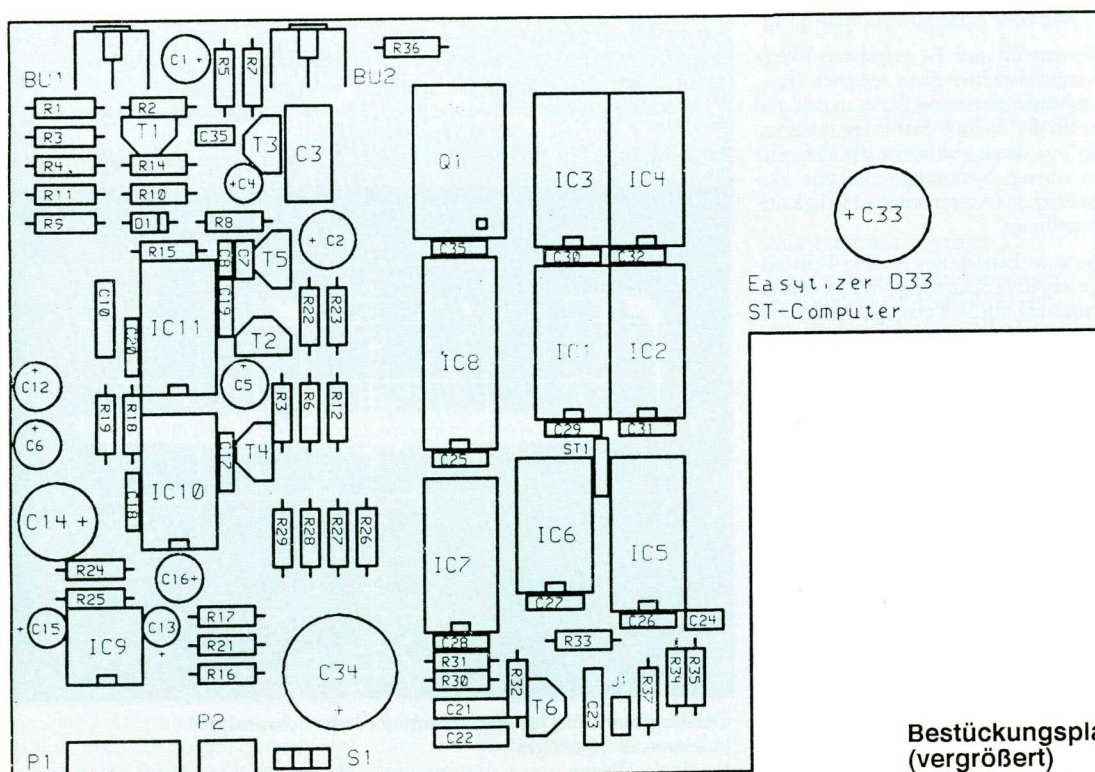 BU1
C1 +
R5
R7
BU2
R36
R1
R2
R3
T1
C35
T3
C3
R4
R14
R11
R10
+C4
R9
D1
R8
+ C2
R15
C8
C7
T5
Q1
IC3
IC4
C35
C30
C32
+ C33
Easytizer D33
ST-Computer
C10
IC11
C19
C20
R22
R23
T2
IC8
IC1
IC2
+
C12
+
C5
+
C6
R19
R18
R3
R6
R12
C29
C31
ST1
C17
T4
C25
IC10
C18
C14 +
R29
R28
R27
R26
IC7
IC6
IC5
R24
C16+
R25
C27
C26
C24
+
C15
IC9
C13
+
R17
R21
R16
C34
+
C28
R31
R30
R33
R32
T6
C21
C22
C23
J1
R37
R34
R35
P2
P1
S1
Bestückungspla
(vergrößert)